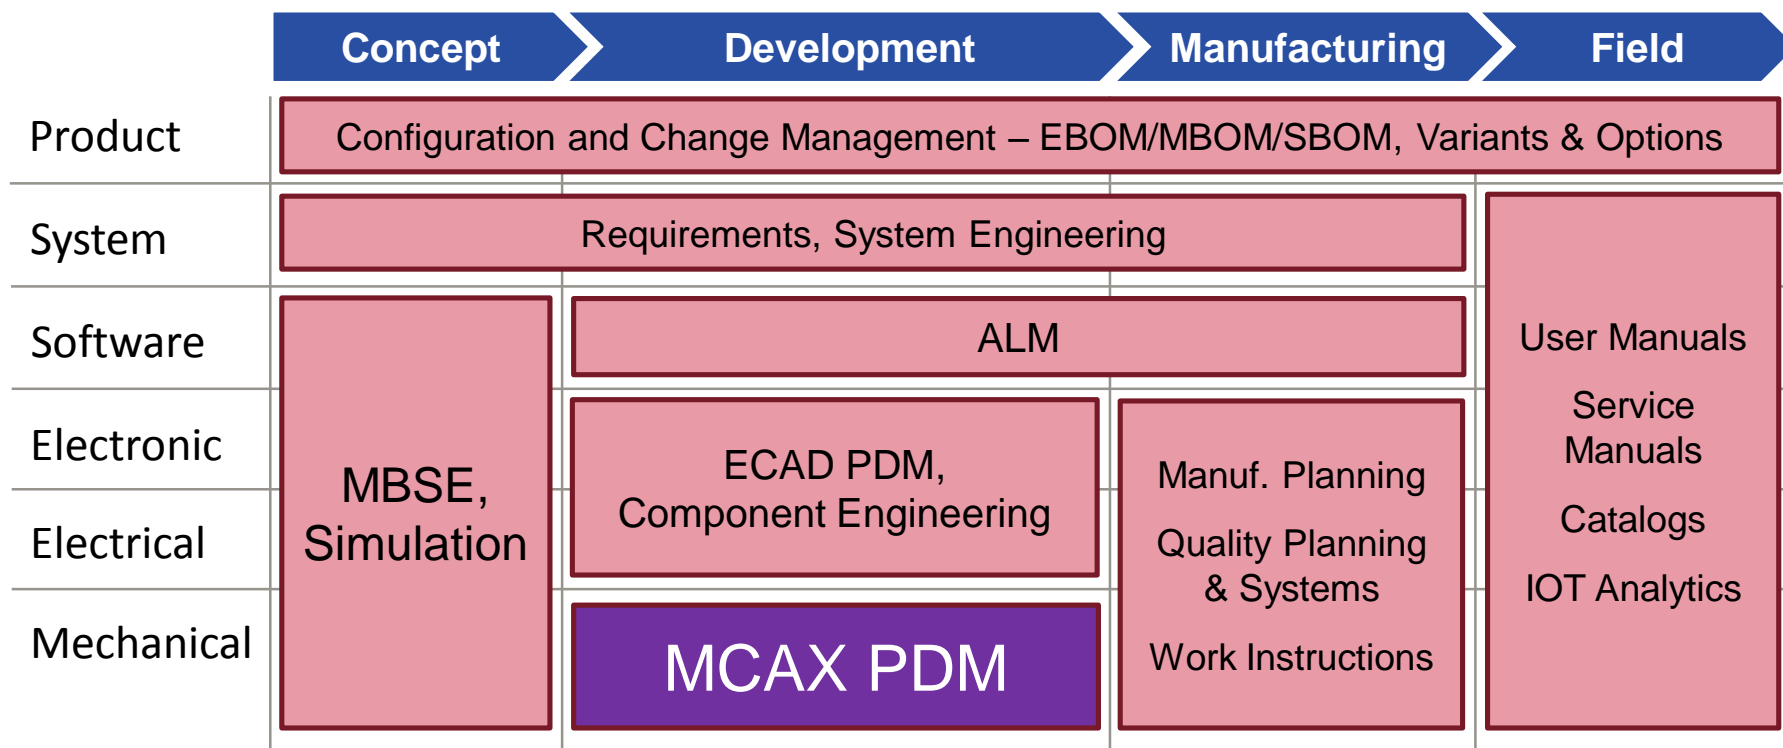 Concept
Development
Manufacturing
Field
Product
Configuration and Change Management – EBOM/MBOM/SBOM, Variants & Options
System
Requirements, System Engineering
Software
ALM
Electronic
Electrical
Mechanical
MBSE,
Simulation
ECAD PDM,
Component Engineering
MCAX PDM
Manuf. Planning
Quality Planning
& Systems
Work Instructions
User Manuals
Service
Manuals
Catalogs
IOT Analytics